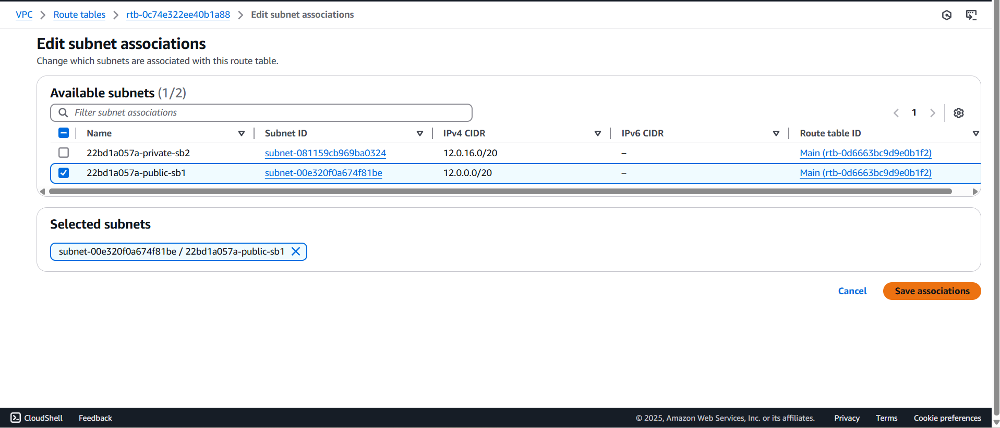 VPC > Route tables > rtb-0c74e322ee40b1a88 > Edit subnet associations
Edit subnet associations
Change which subnets are associated with this route table.
Available subnets (1/2)
Filter subnet associations
1
Name Subnet ID IPv4 CIDR IPv6 CIDR Route table ID
22bd1a057a-private-sb2 subnet-081159cb969ba0324 12.0.16.0/20 – Main (rtb-0d6663bc9d9e0b1f2)
22bd1a057a-public-sb1 subnet-00e320f0a674f81be 12.0.0.0/20 – Main (rtb-0d6663bc9d9e0b1f2)
Selected subnets
subnet-00e320f0a674f81be / 22bd1a057a-public-sb1
Cancel Save associations
CloudShell Feedback © 2025, Amazon Web Services, Inc. or its affiliates. Privacy Terms Cookie preferences